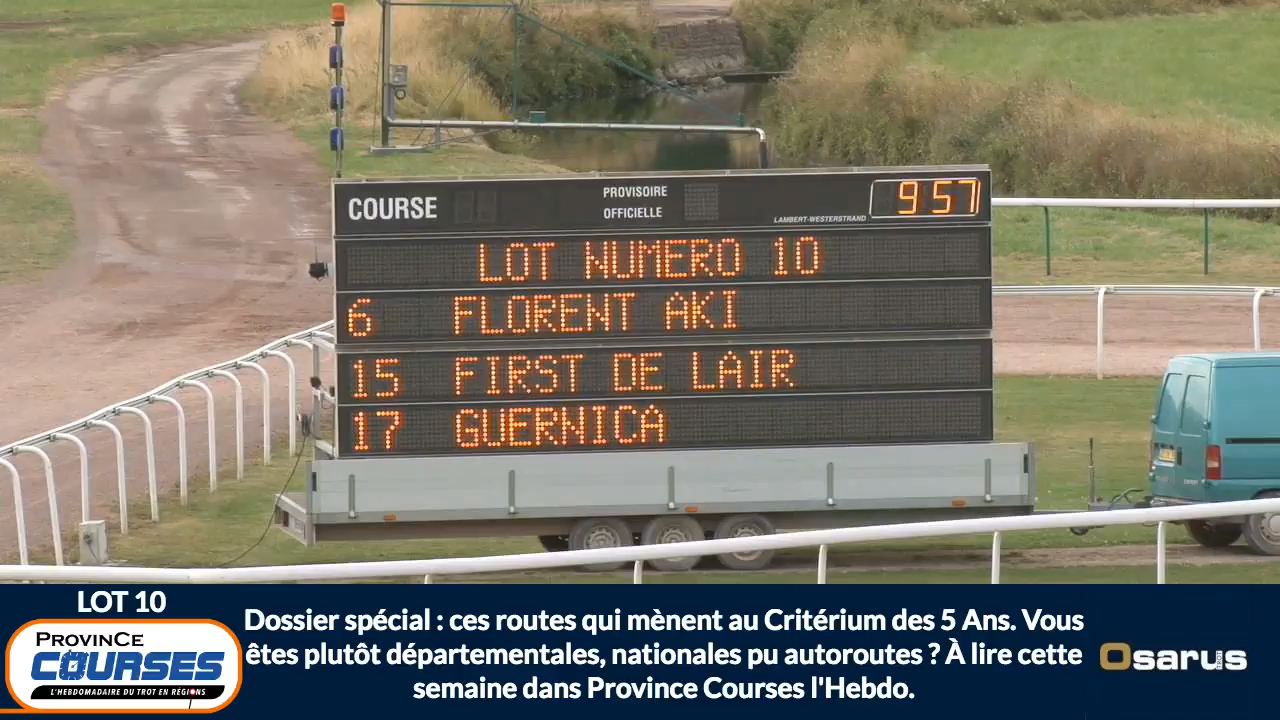 COURSE
PROVISOIRE
OFFICIELLE
LAMBERT-WESTERSTRAND
9 57
LOT NUMERO 10
6 FLORENT AKI
15 FIRST DE LAIR
17 GUERNICA
LOT 10
PROVINCE
COURSES
L'HEBDOMADAIRE DU TROT EN RÉGIONS
Dossier spécial : ces routes qui mènent au Critérium des 5 Ans. Vous
êtes plutôt départementales, nationales pu autoroutes ? À lire cette
semaine dans Province Courses l'Hebdo.
Osarus